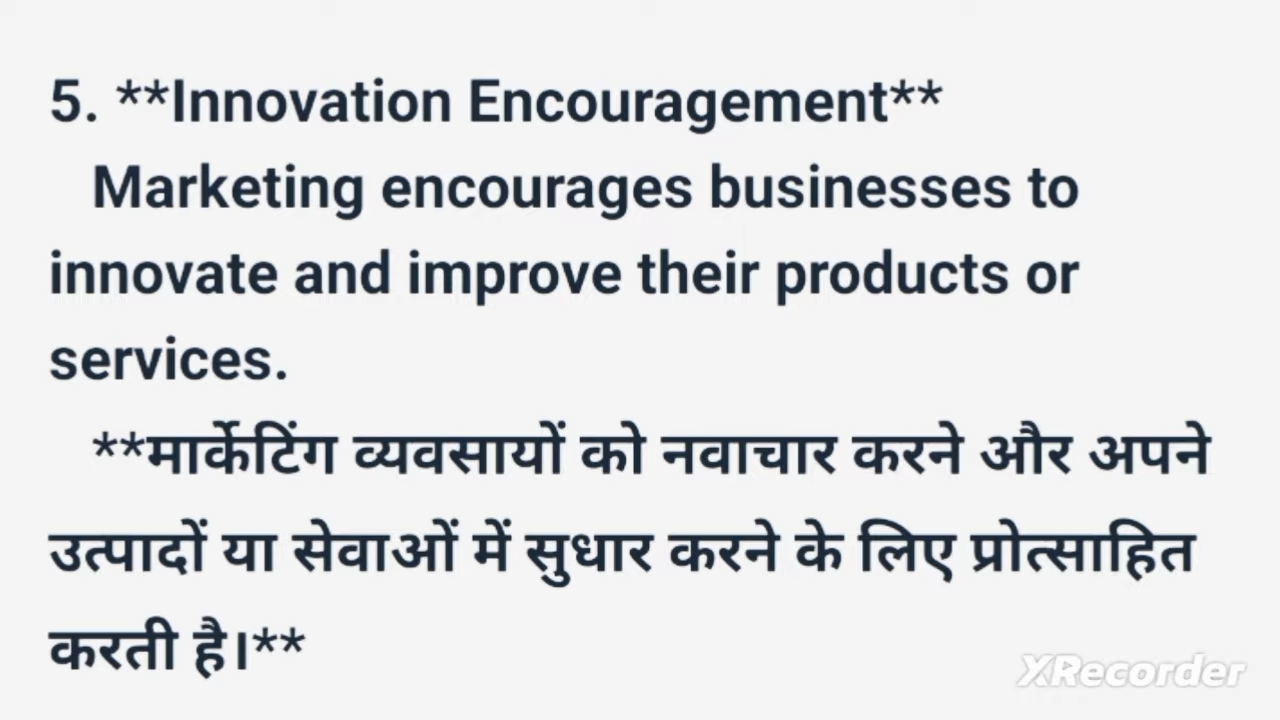 5. **Innovation Encouragement**
Marketing encourages businesses to
innovate and improve their products or
services.
**मार्केटिंग व्यवसायों को नवाचार करने और अपने
उत्पादों या सेवाओं में सुधार करने के लिए प्रोत्साहित
करती है।**
XRecorder